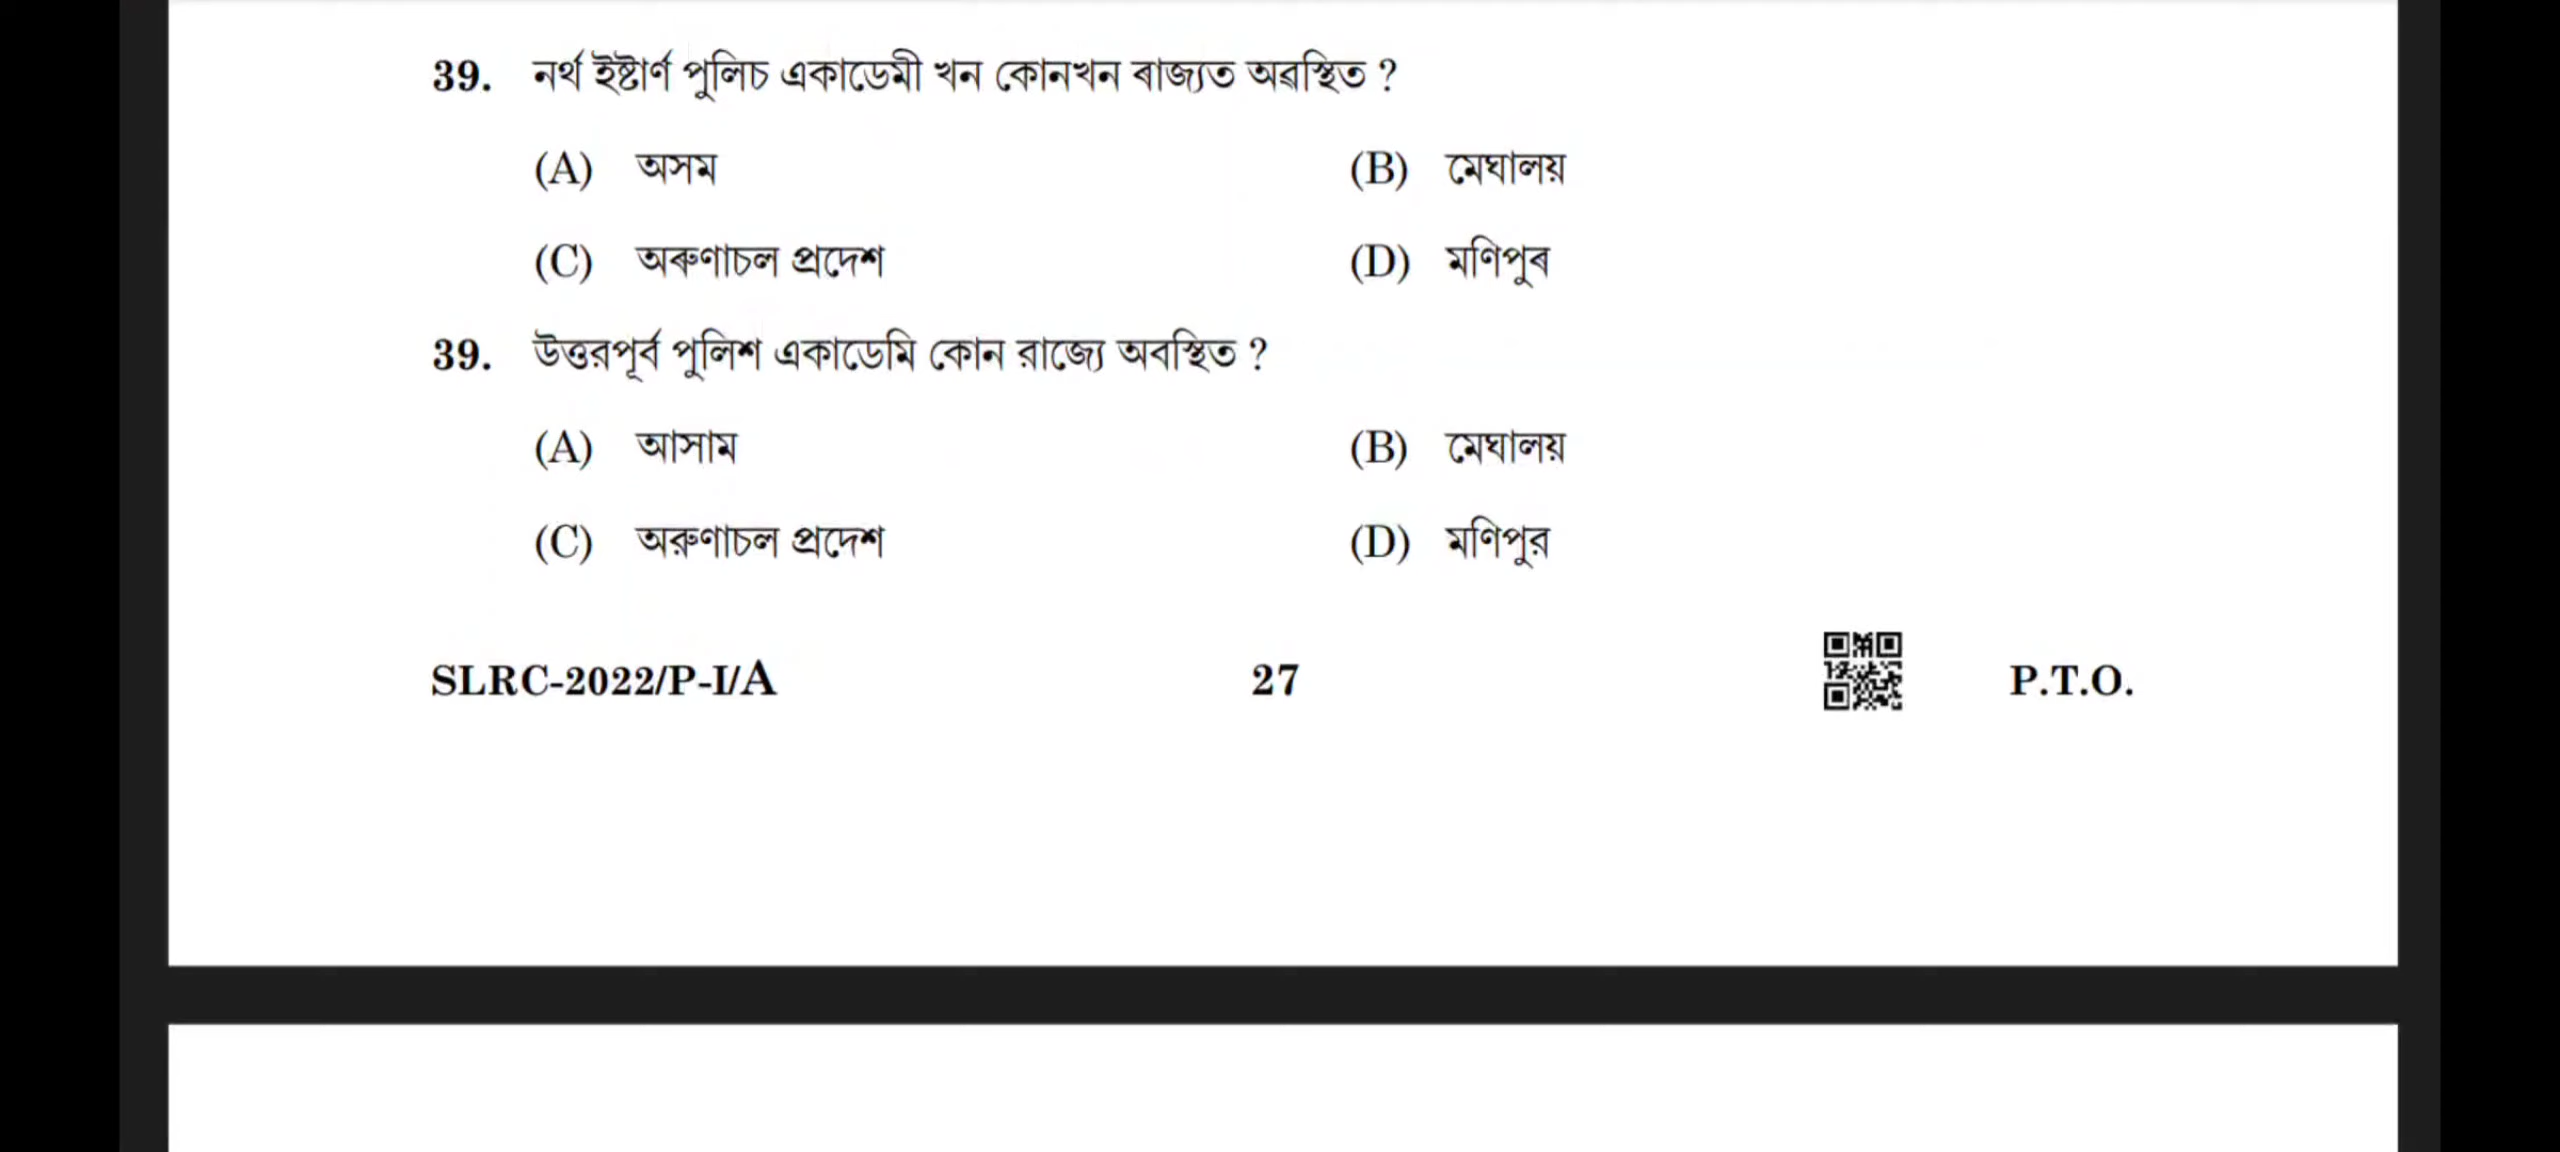 39. নর্থ ইষ্টাৰ্ণ পুলিচ একাডেমী খন কোনখন ৰাজ্যত অৱস্থিত ?
(A) অসম (B) মেঘালয়
(C) অৰুণাচল প্ৰদেশ (D) মণিপুৰ
39. উত্তরপূর্ব পুলিশ একাডেমি কোন রাজ্যে অবস্থিত ?
(A) আসাম (B) মেঘালয়
(C) অরুণাচল প্রদেশ (D) মণিপুর
SLRC-2022/P-I/A 27 P.T.O.